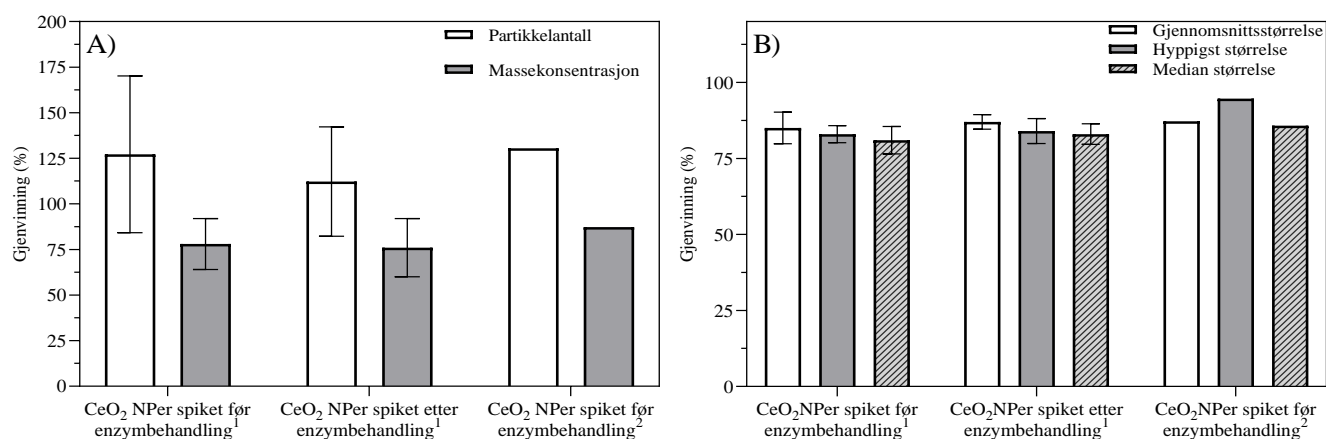 A)
Partikkelantall
Massekonsentrasjon
Gjenvinning (%)
200
175
150
125
100
75
50
25
0
CeO₂ NPer spiket før
enzymbehandling¹
CeO₂ NPer spiket etter
enzymbehandling¹
CeO₂ NPer spiket før
enzymbehandling²
B)
Gjennomsnittsstørrelse
Hyppigst størrelse
Median størrelse
Gjenvinning (%)
100
75
50
25
0
CeO₂NPer spiket før
enzymbehandling¹
CeO₂NPer spiket etter
enzymbehandling¹
CeO₂NPer spiket før
enzymbehandling²